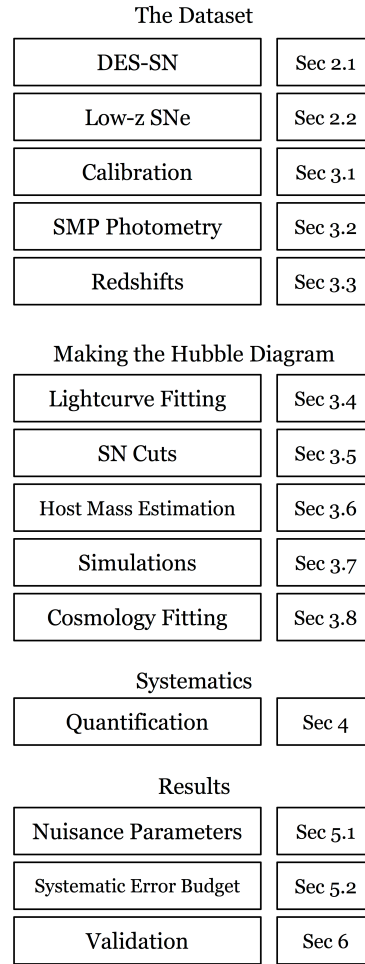 The Dataset
DES-SN Sec 2.1
Low-z SNe Sec 2.2
Calibration Sec 3.1
SMP Photometry Sec 3.2
Redshifts Sec 3.3
Making the Hubble Diagram
Lightcurve Fitting Sec 3.4
SN Cuts Sec 3.5
Host Mass Estimation Sec 3.6
Simulations Sec 3.7
Cosmology Fitting Sec 3.8
Systematics
Quantification Sec 4
Results
Nuisance Parameters Sec 5.1
Systematic Error Budget Sec 5.2
Validation Sec 6